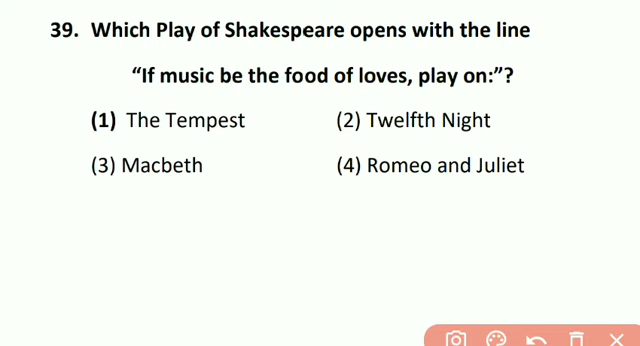 39. Which Play of Shakespeare opens with the line
“If music be the food of loves, play on:”?
(1) The Tempest (2) Twelfth Night
(3) Macbeth (4) Romeo and Juliet